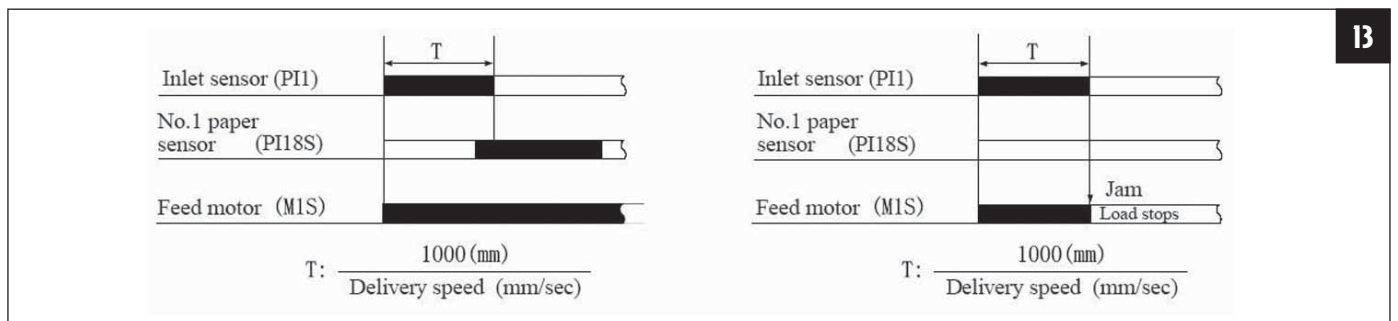 13
T
Inlet sensor (PI1)
No.1 paper
sensor (PI18S)
Feed motor (M1S)
T: 1000(mm)
Delivery speed (mm/sec)
T
Inlet sensor (PI1)
No.1 paper
sensor (PI18S)
Jam
Feed motor (M1S)
Load stops
T: 1000(mm)
Delivery speed (mm/sec)